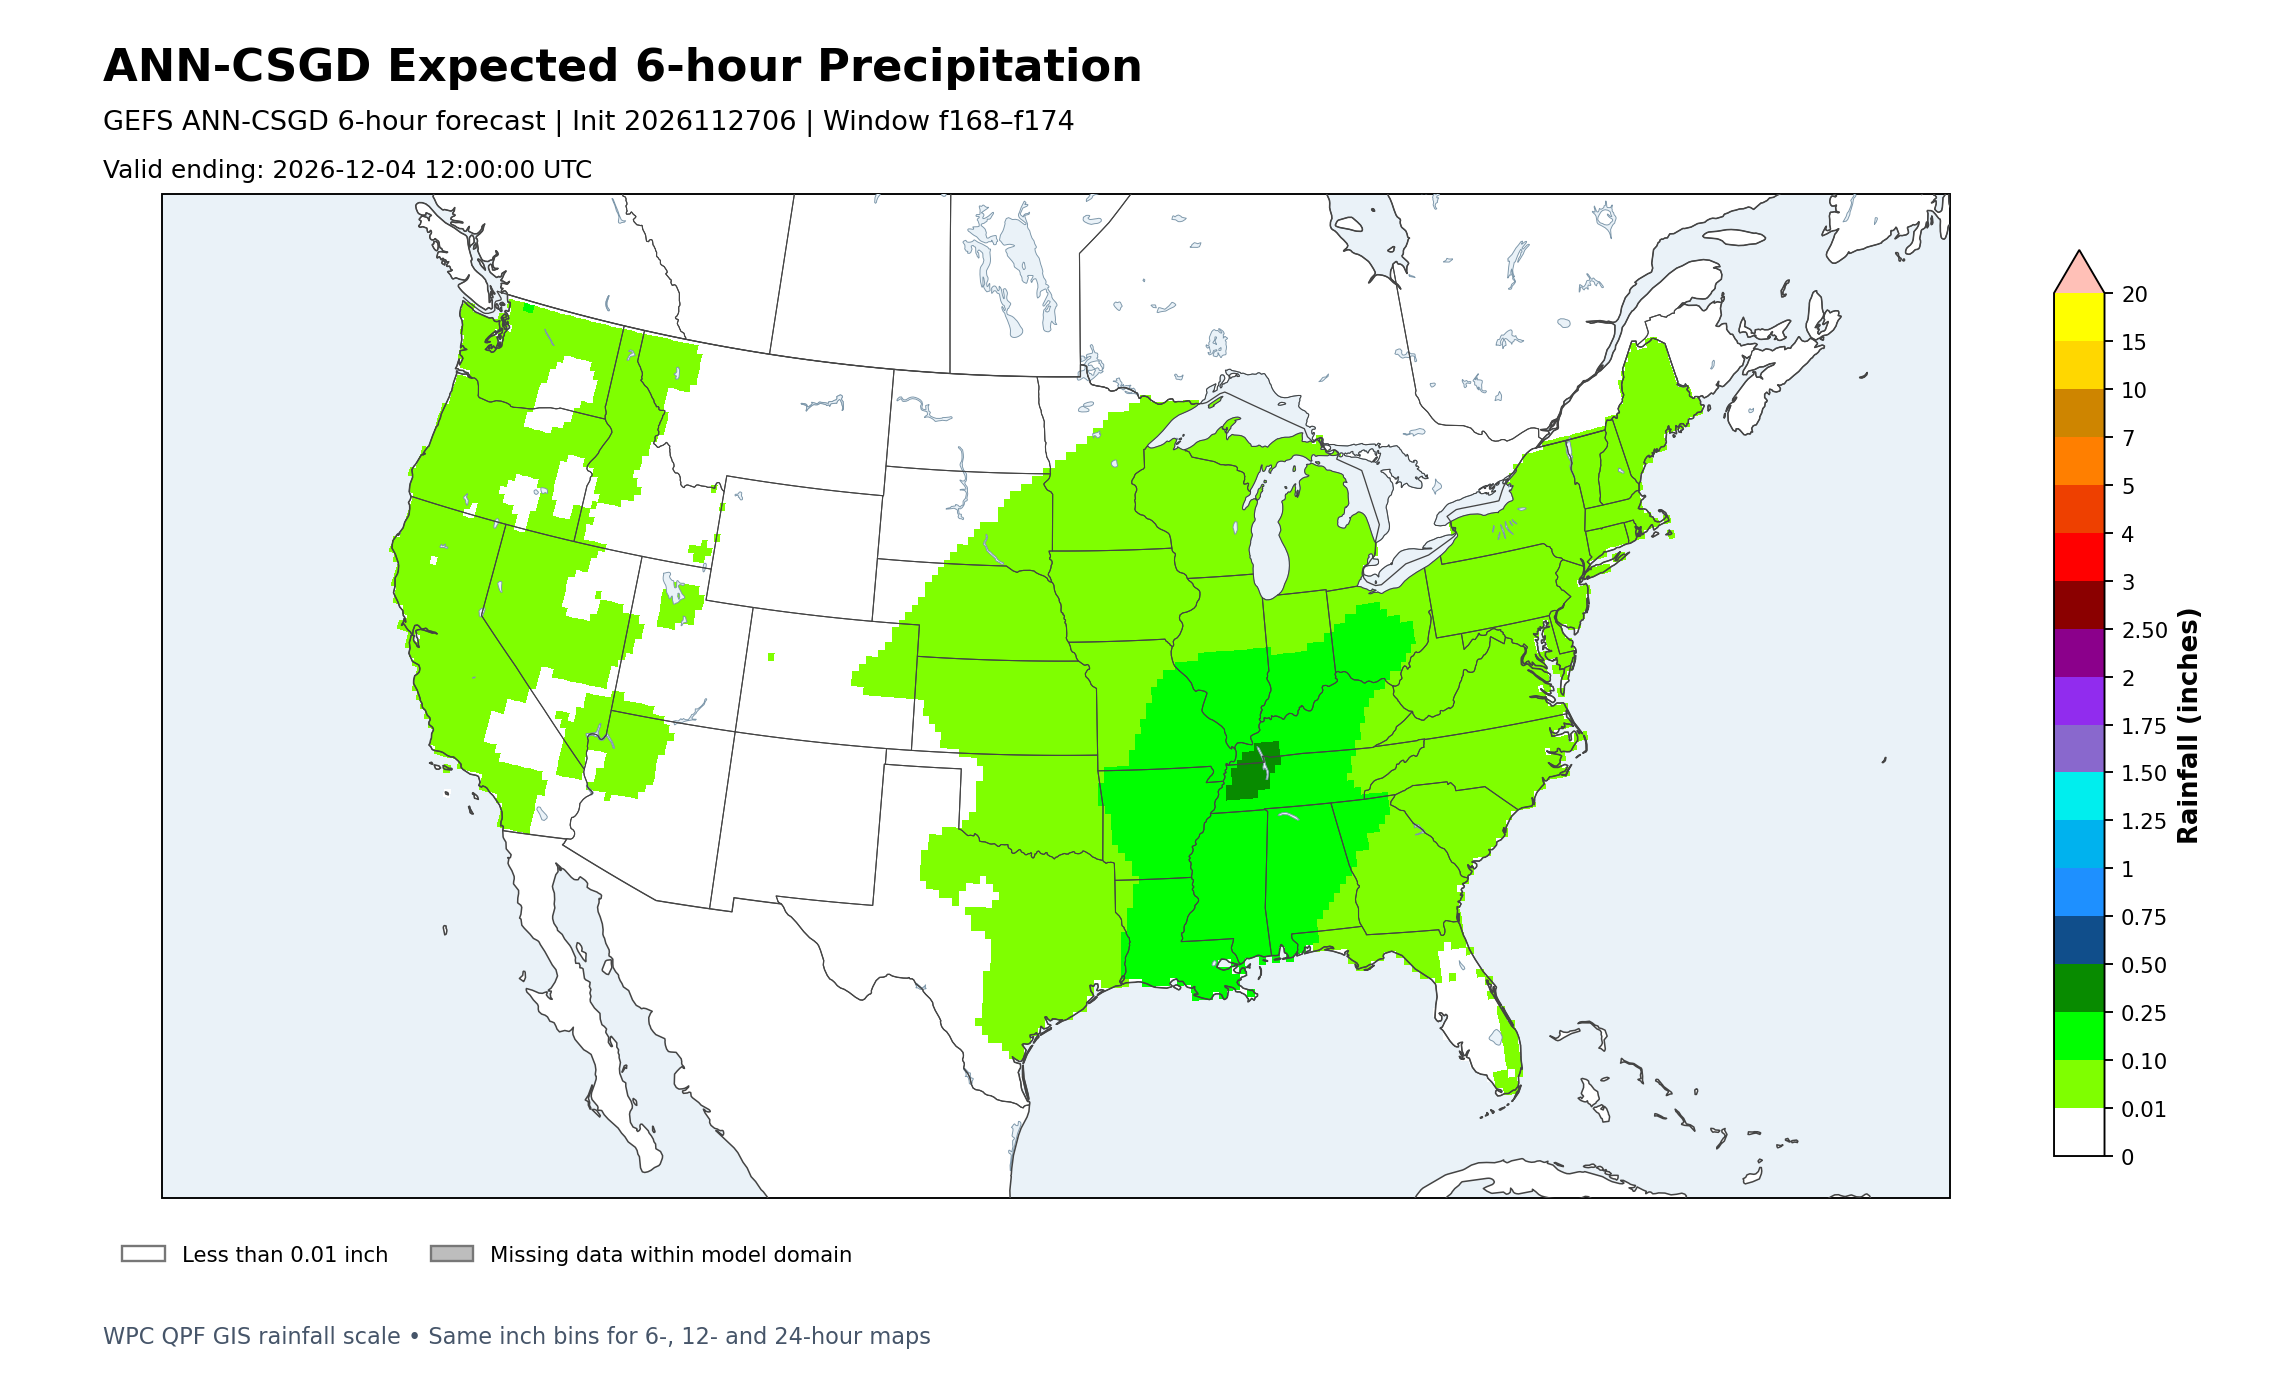 ANN-CSGD Expected 6-hour Precipitation
GEFS ANN-CSGD 6-hour forecast | Init 2026112706 | Window f168–f174
Valid ending: 2026-12-04 12:00:00 UTC
20
15
10
7
5
4
3
2.50
2
1.75
1.50
1.25
1
0.75
0.50
0.25
0.10
0.01
0
Rainfall (inches)
Less than 0.01 inch
Missing data within model domain
WPC QPF GIS rainfall scale • Same inch bins for 6-, 12- and 24-hour maps